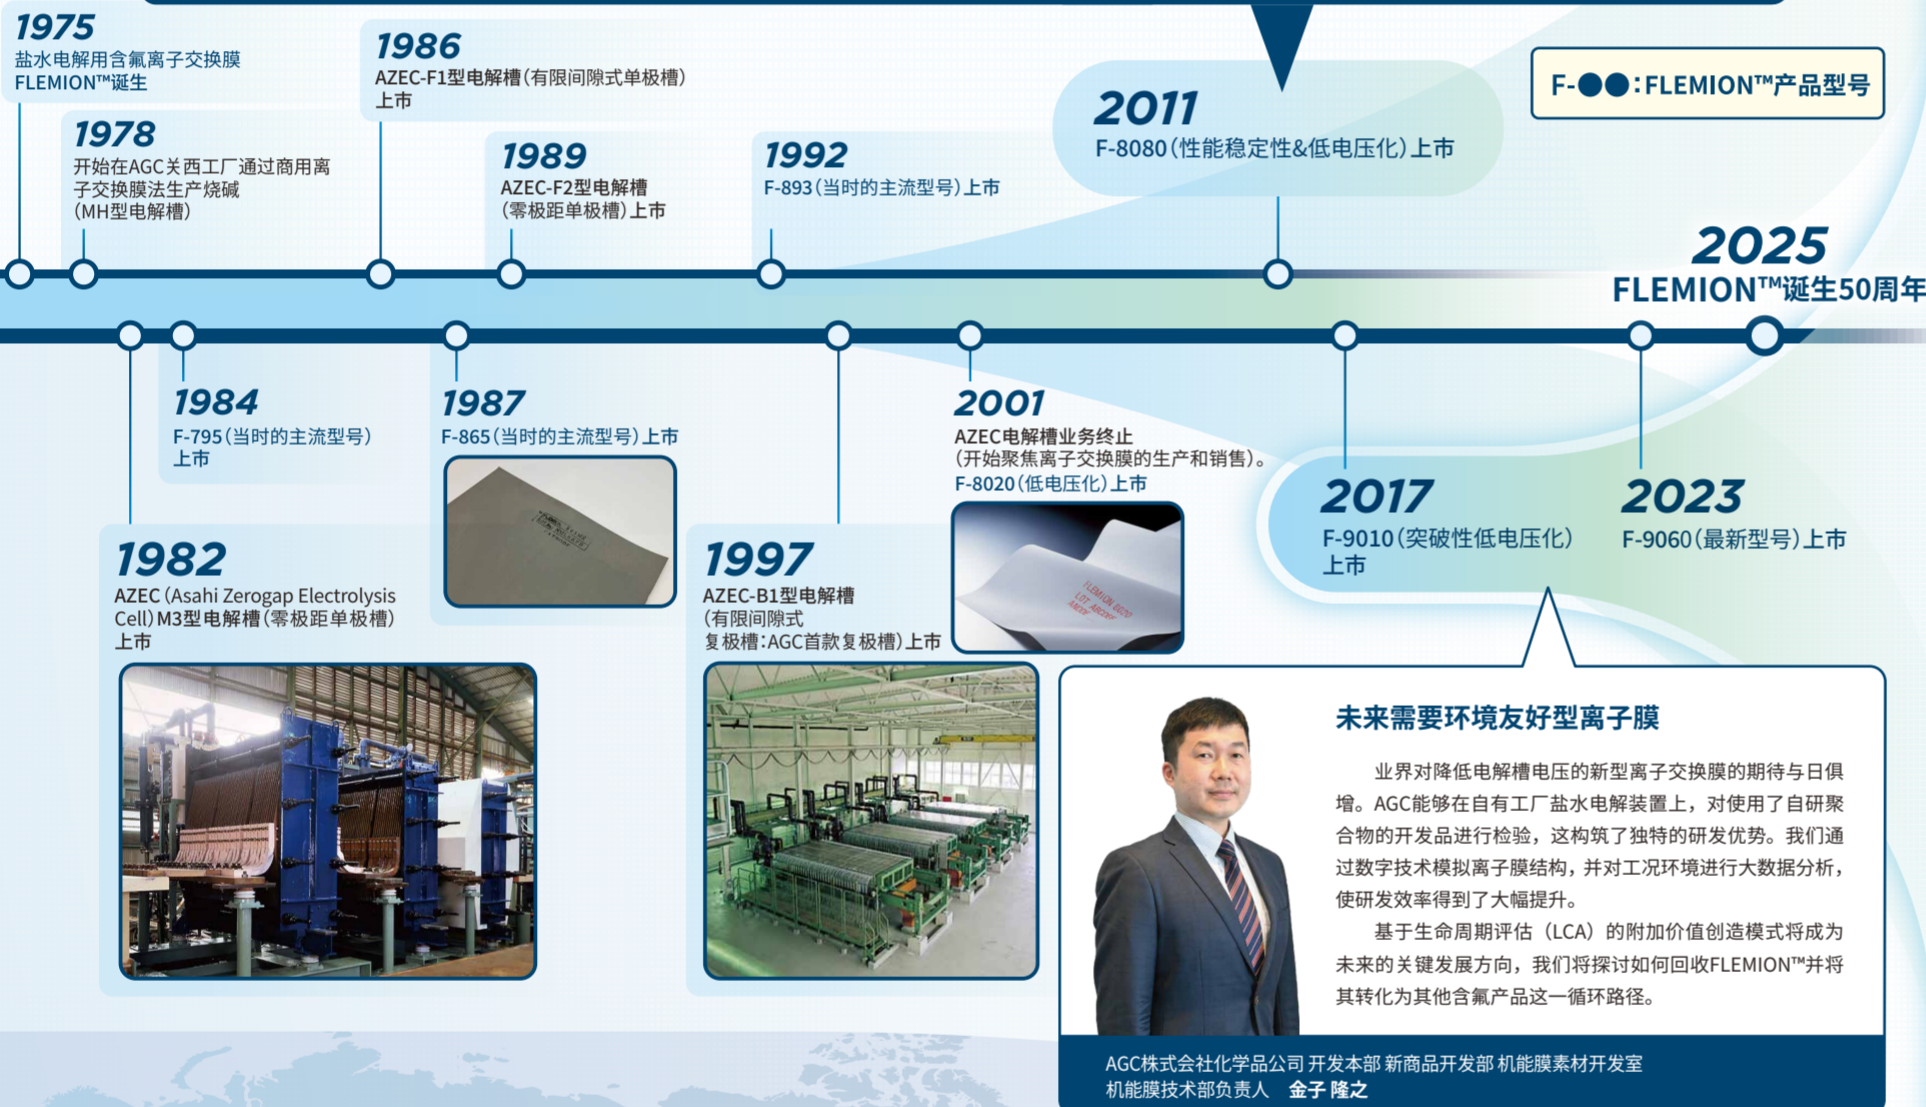 1975
盐水电解用含氟离子交换膜
FLEMION™诞生
1978
开始在AGC关西工厂通过商用离
子交换膜法生产烧碱
（MH型电解槽）
1986
AZEC-F1型电解槽（有限间隙式单极槽）
上市
1989
AZEC-F2型电解槽
（零极距单极槽）上市
1992
F-893（当时的主流型号）上市
2011
F-8080（性能稳定性&低电压化）上市
F-●●：FLEMION™产品型号
2025
FLEMION™诞生50周年
1982
AZEC（Asahi Zerogap Electrolysis
Cell）M3型电解槽（零极距单极槽）
上市
1984
F-795（当时的主流型号）
上市
1987
F-865（当时的主流型号）上市
1997
AZEC-B1型电解槽
（有限间隙式
复极槽：AGC首款复极槽）上市
2001
AZEC电解槽业务终止
（开始聚焦离子交换膜的生产和销售）。
F-8020（低电压化）上市
FLEMION 8020
LOT ABCDEF
2017
F-9010（突破性低电压化）
上市
2023
F-9060（最新型号）上市
未来需要环境友好型离子膜
业界对降低电解槽电压的新型离子交换膜的期待与日俱
增。AGC能够在自有工厂盐水电解装置上，对使用了自研聚
合物的开发品进行检验，这构筑了独特的研发优势。我们通
过数字技术模拟离子膜结构，并对工况环境进行大数据分析，
使研发效率得到了大幅提升。
基于生命周期评估（LCA）的附加价值创造模式将成为
未来的关键发展方向，我们将探讨如何回收FLEMION™并将
其转化为其他含氟产品这一循环路径。
AGC株式会社化学品公司 开发本部 新商品开发部 机能膜素材开发室
机能膜技术部负责人 金子 隆之